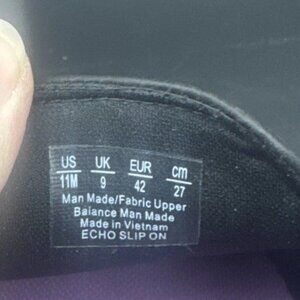 US UK EUR cm
11M 9 42 27
Man Made/Fabric Upper
Balance Man Made
Made in Vietnam
ECHO SLIP ON